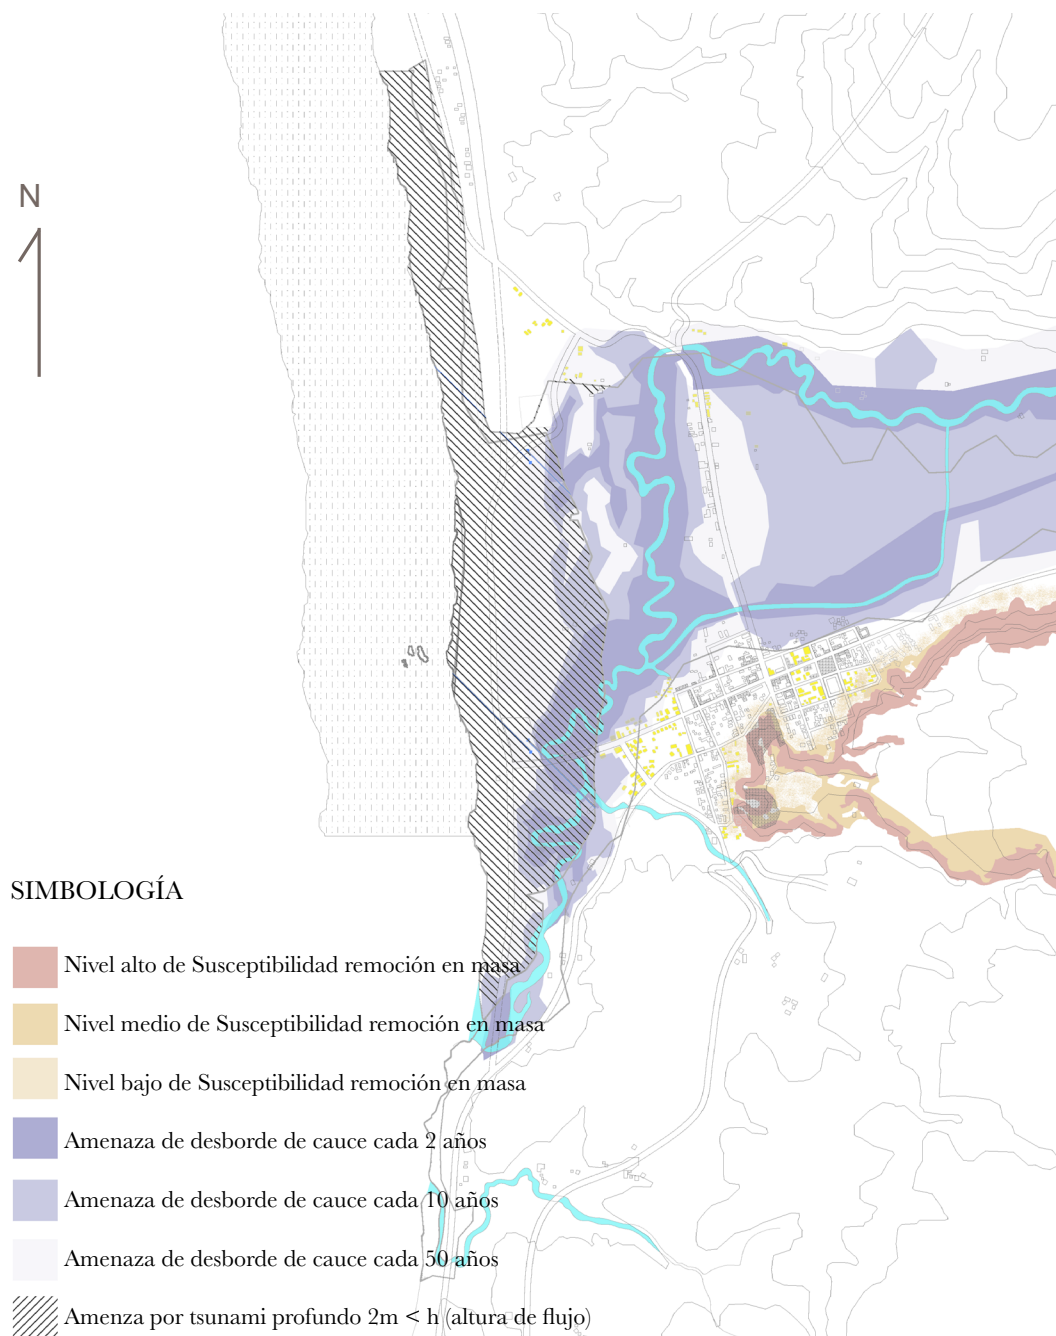 N
SIMBOLOGÍA
Nivel alto de Susceptibilidad remoción en masa
Nivel medio de Susceptibilidad remoción en masa
Nivel bajo de Susceptibilidad remoción en masa
Amenaza de desborde de cauce cada 2 años
Amenaza de desborde de cauce cada 10 años
Amenaza de desborde de cauce cada 50 años
Amenza por tsunami profundo 2m < h (altura de flujo)